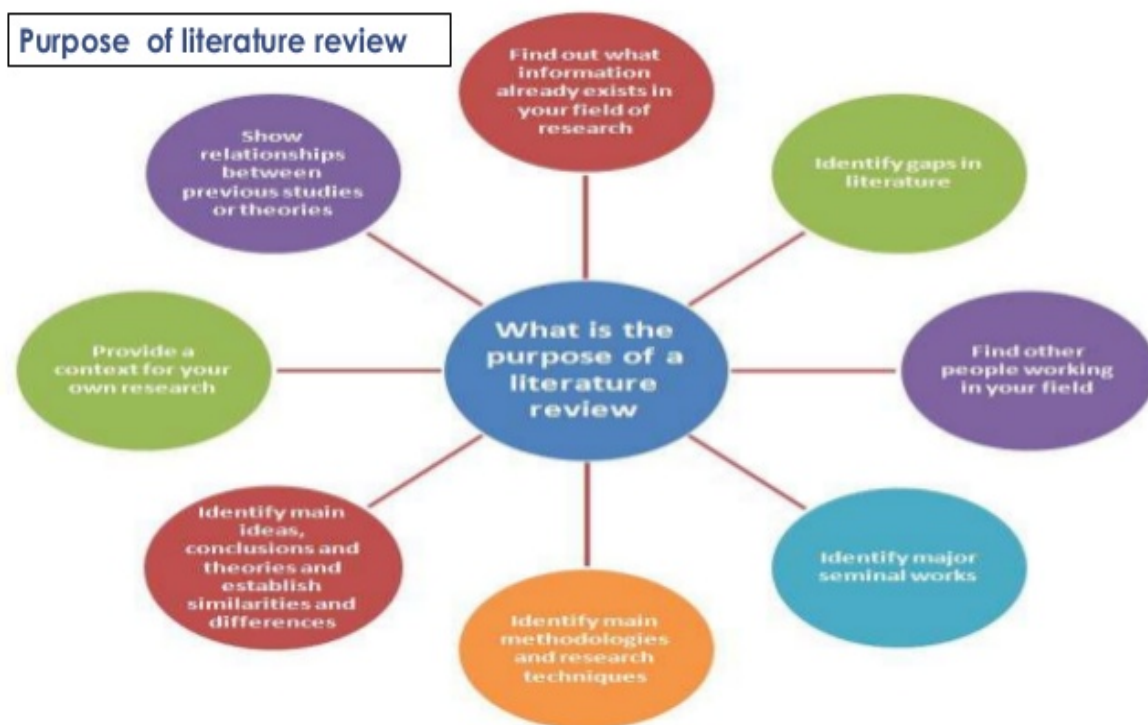 Purpose of literature review
Find out what
information
already exists in
your field of
research
Identify gaps in
literature
Find other
people working
in your field
Identify major
seminal works
Identify main
methodologies
and research
techniques
Identify main
ideas,
conclusions and
theories and
establish
similarities and
differences
Provide a
context for your
own research
Show
relationships
between
previous studies
or theories
What is the
purpose of a
literature
review